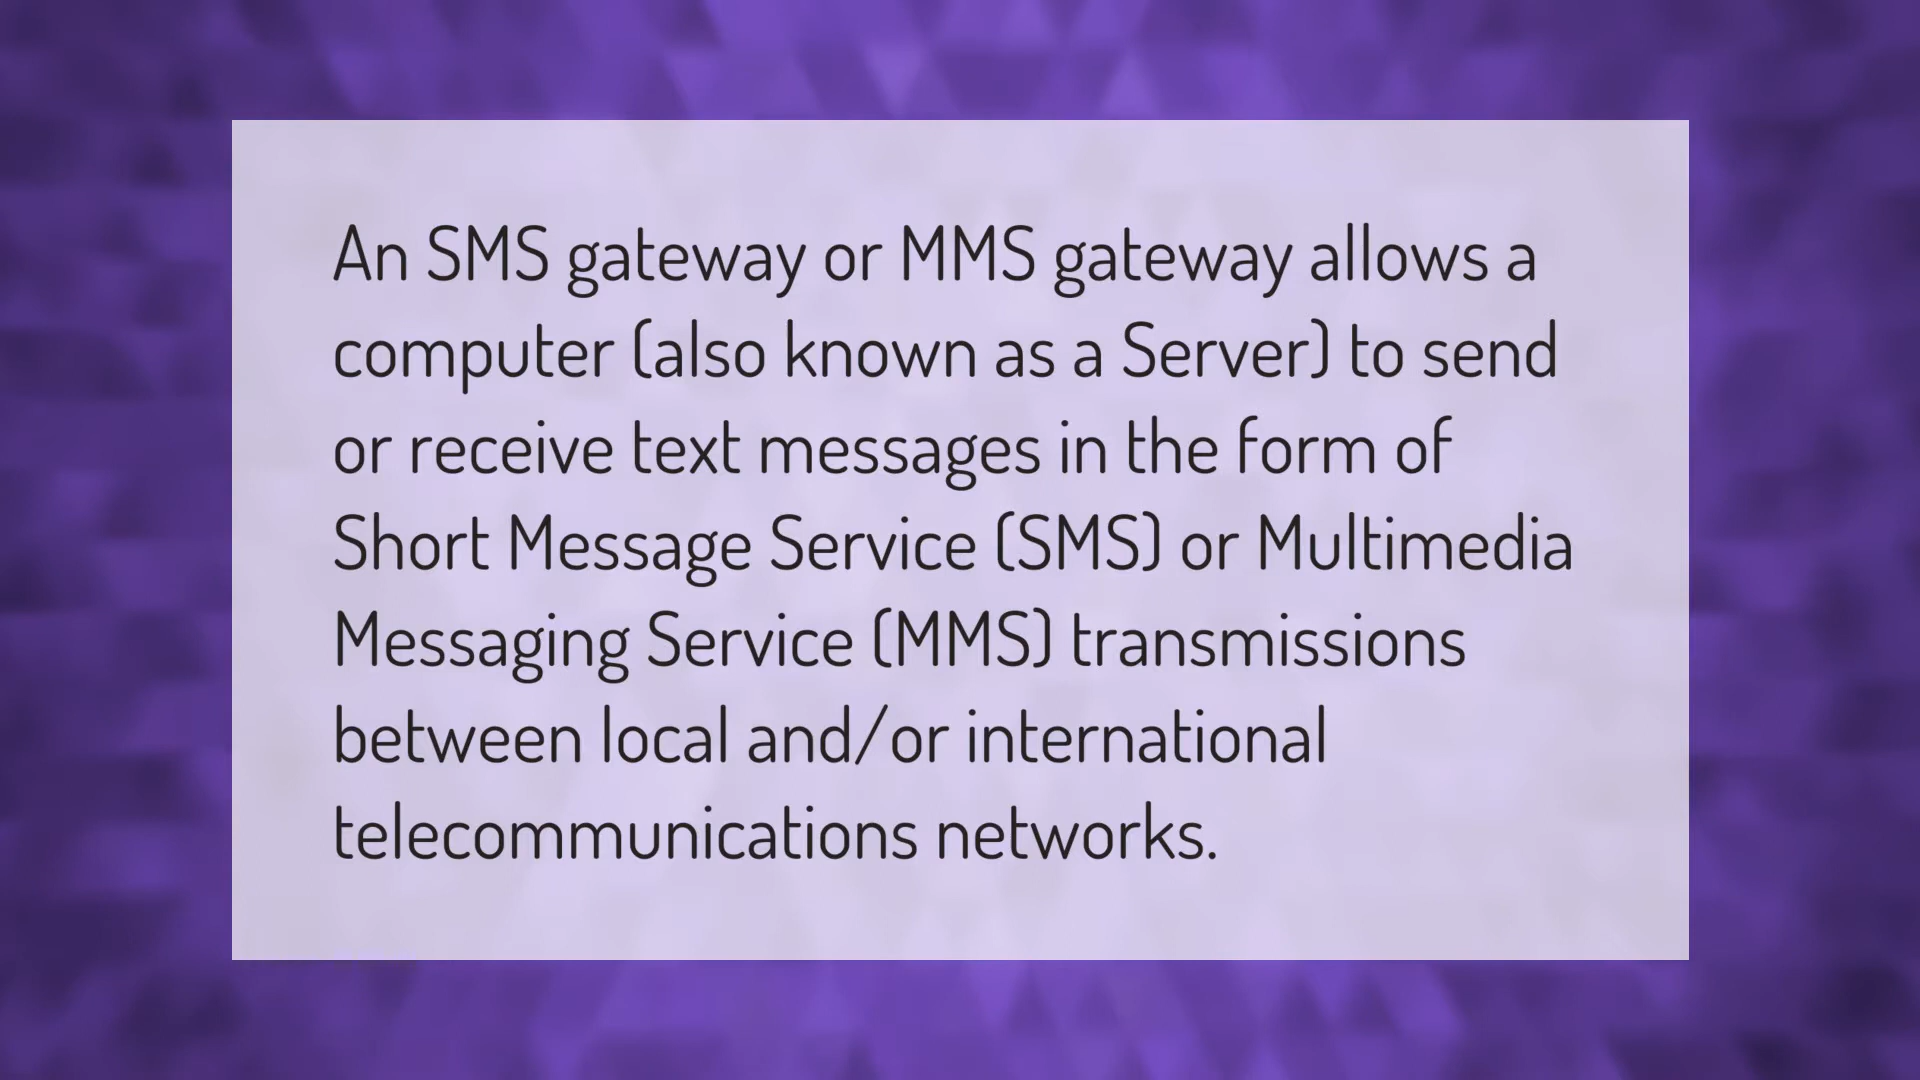 An SMS gateway or MMS gateway allows a
computer (also known as a Server) to send
or receive text messages in the form of
Short Message Service (SMS) or Multimedia
Messaging Service (MMS) transmissions
between local and/or international
telecommunications networks.